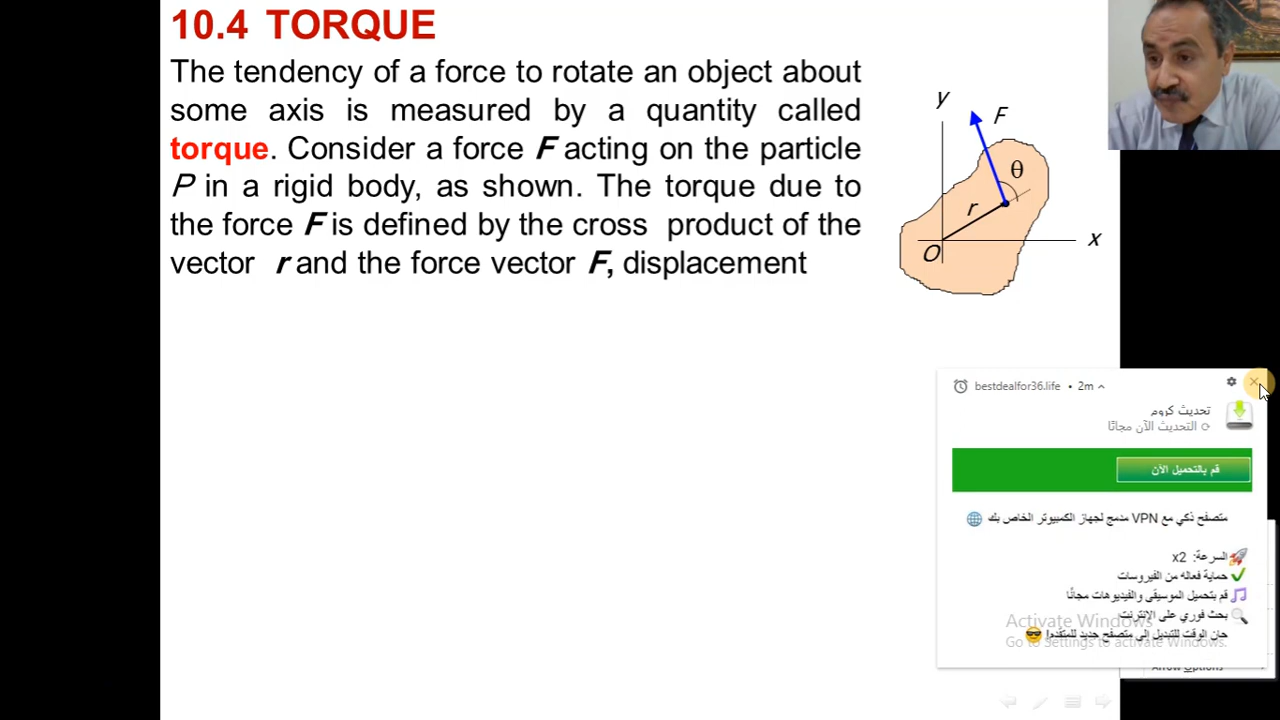 10.4 TORQUE
The tendency of a force to rotate an object about
some axis is measured by a quantity called
torque. Consider a force F acting on the particle
P in a rigid body, as shown. The torque due to
the force F is defined by the cross product of the
vector r and the force vector F, displacement
y
F
θ
r
O
x
bestdealfor36.life • 2m
تحديث كروم
التحديث الآن مجانًا
قم بالتحميل الآن
متصفح ذكي مع VPN مدمج لجهاز الكمبيوتر الخاص بك
السرعة: x2
حماية فعاله من الفيروسات
قم بتحميل الموسيقى والفيديوهات مجانًا
بحث فوري على الإنترنت
حان الوقت للتبديل إلى متصفح جديد للمتقدم!
Activate Windows
Go to Settings to activate Windows.
Arrow Options